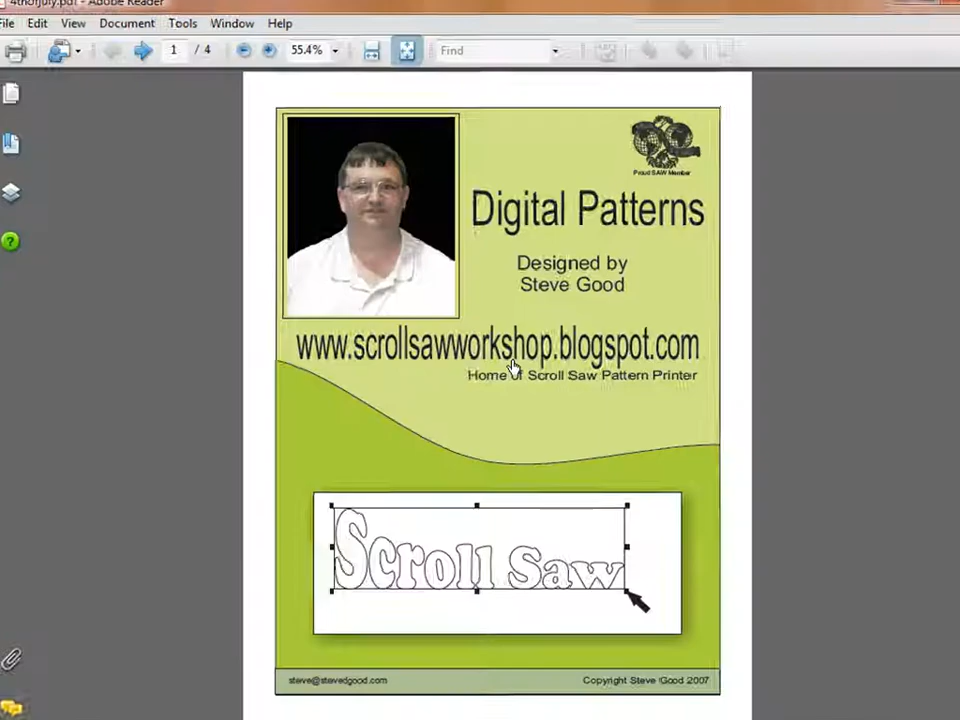 4thofjuly.pdf - Adobe Reader
File Edit View Document Tools Window Help
1 / 4 55.4% Find
Proud SAW Member
Digital Patterns
Designed by
Steve Good
www.scrollsawworkshop.blogspot.com
Home of Scroll Saw Pattern Printer
Scroll Saw
steve@stevedgood.com Copyright Steve Good 2007